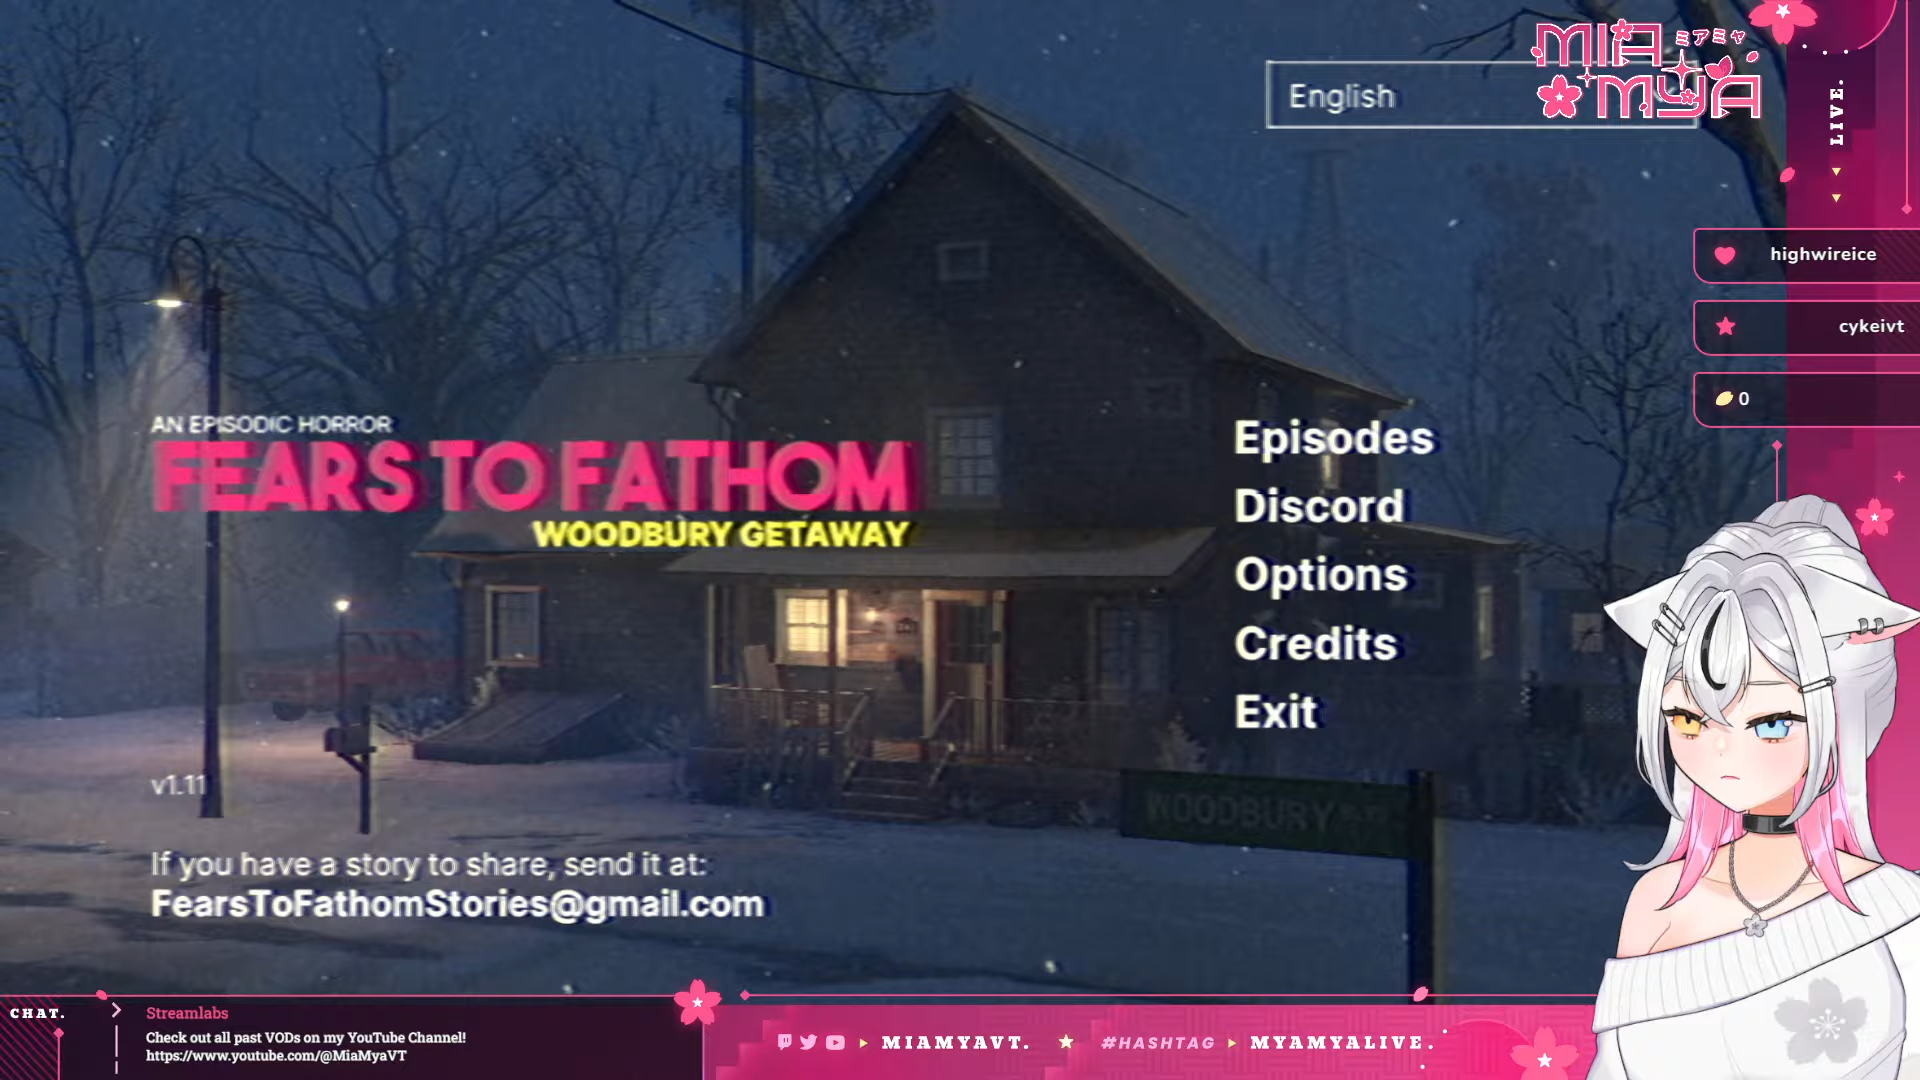 MIA ミアミャ
MYA
English
LIVE.
highwireice
cykeivt
0
AN EPISODIC HORROR
FEARS TO FATHOM
WOODBURY GETAWAY
Episodes
Discord
Options
Credits
Exit
v1.11
WOODBURY
If you have a story to share, send it at:
FearsToFathomStories@gmail.com
CHAT.
Streamlabs
Check out all past VODs on my YouTube Channel!
https://www.youtube.com/@MiaMyaVT
MIAMYAVT.
#HASHTAG
MYAMYALIVE.